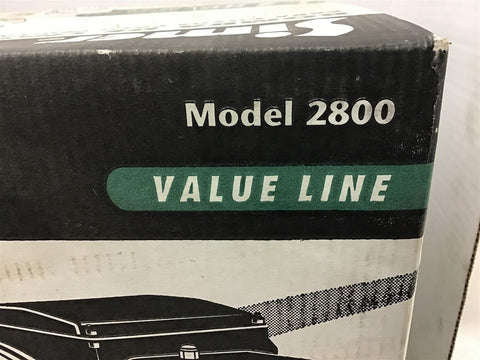 Model 2800
VALUE LINE